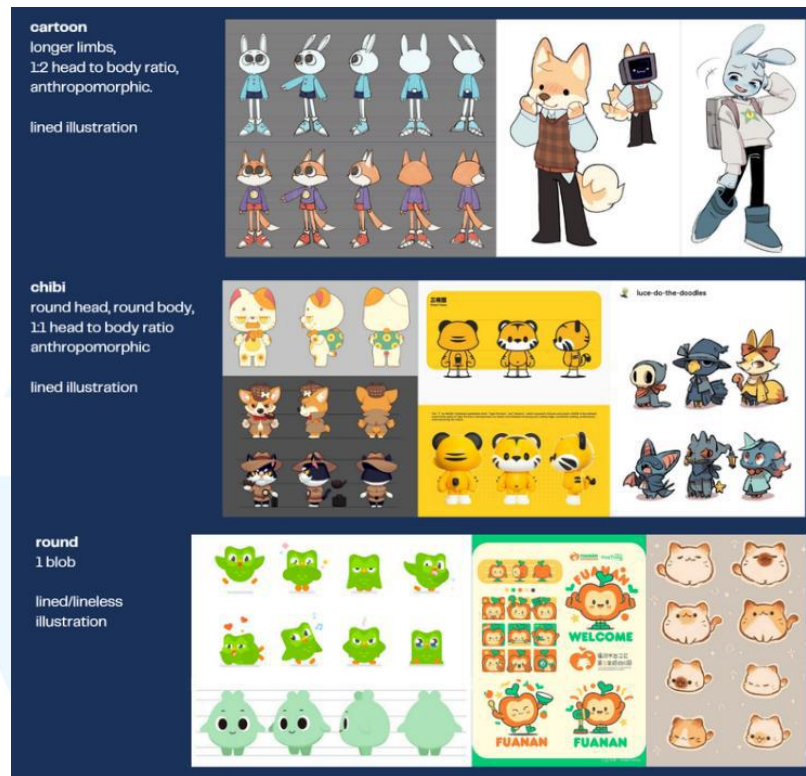 cartoon
longer limbs,
1:2 head to body ratio,
anthropomorphic.
lined illustration
chibi
round head, round body,
1:1 head to body ratio
anthropomorphic
lined illustration
luce-do-the-doodles
round
1 blob
lined/lineless
illustration
FUANAN
WELCOME
FUANAN
FUANAN